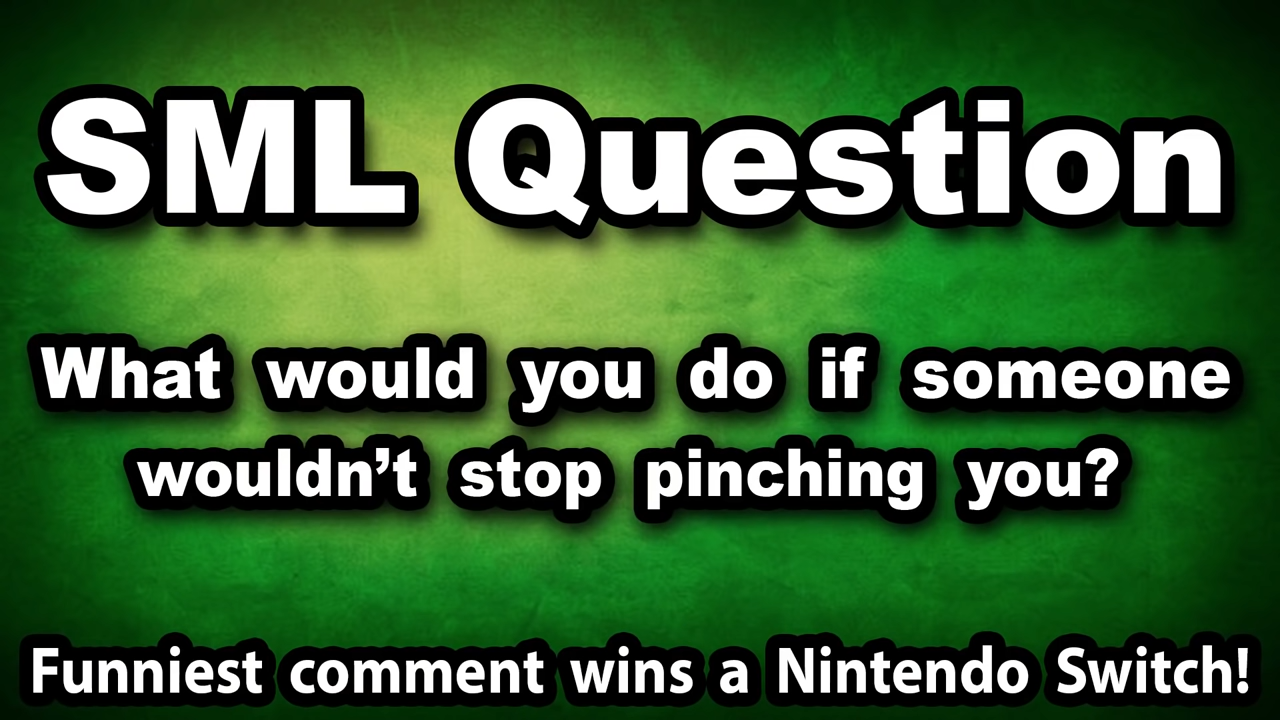 SML Question
What would you do if someone
wouldn’t stop pinching you?
Funniest comment wins a Nintendo Switch!